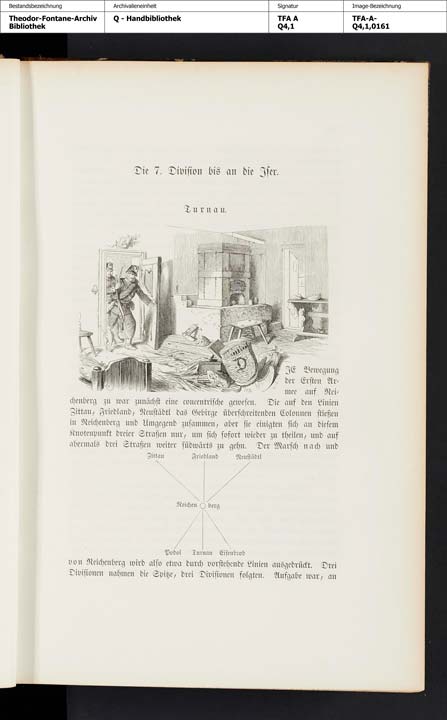 Bestandsbezeichnung
Theodor-Fontane-Archiv
Bibliothek
Archivalieneinheit
Q - Handbibliothek
Signatur
TFA A
Q4,1
Image-Bezeichnung
TFA-A-
Q4,1,0161
Die 7. Division bis an die Iser.
Turnau.
D
IE Bewegung
der Ersten Ar-
mee auf Rei-
chenberg zu war zunächst eine concentrische gewesen. Die auf den Linien
Zittau, Friedland, Neustädtl das Gebirge überschreitenden Colonnen stießen
in Reichenberg und Umgegend zusammen, aber sie einigten sich an diesem
Knotenpunkt dreier Straßen nur, um sich sofort wieder zu theilen, und auf
abermals drei Straßen weiter südwärts zu gehn. Der Marsch nach und
Zittau Friedland Neustädtl
Reichen berg
Podol Turnau Eisenbrod
von Reichenberg wird also etwa durch vorstehende Linien ausgedrückt. Drei
Divisionen nahmen die Spitze, drei Divisionen folgten. Aufgabe war, an